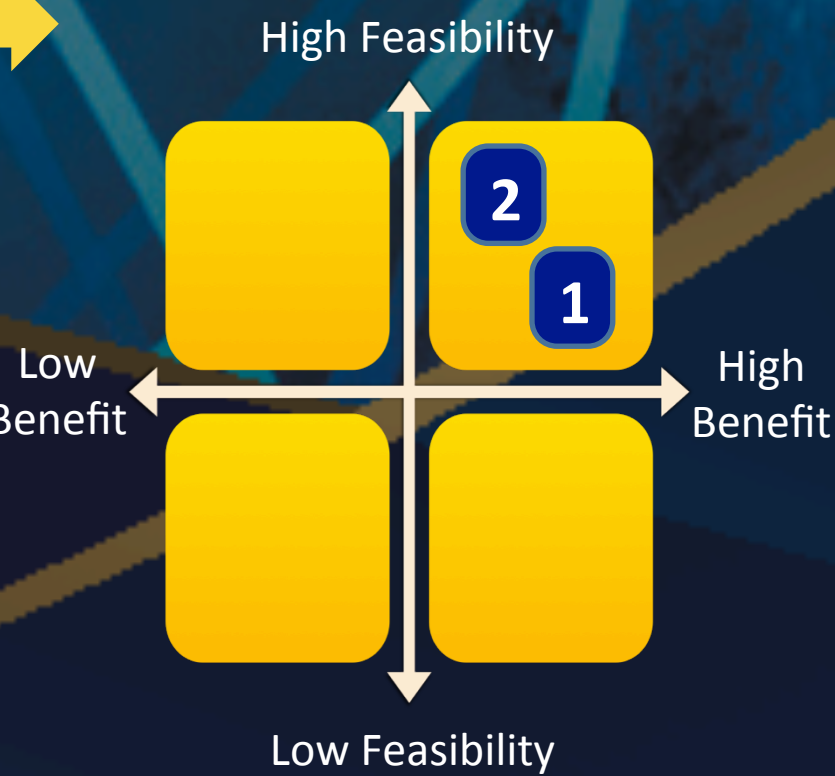 High Feasibility
2
1
Low
Benefit
High
Benefit
Low Feasibility